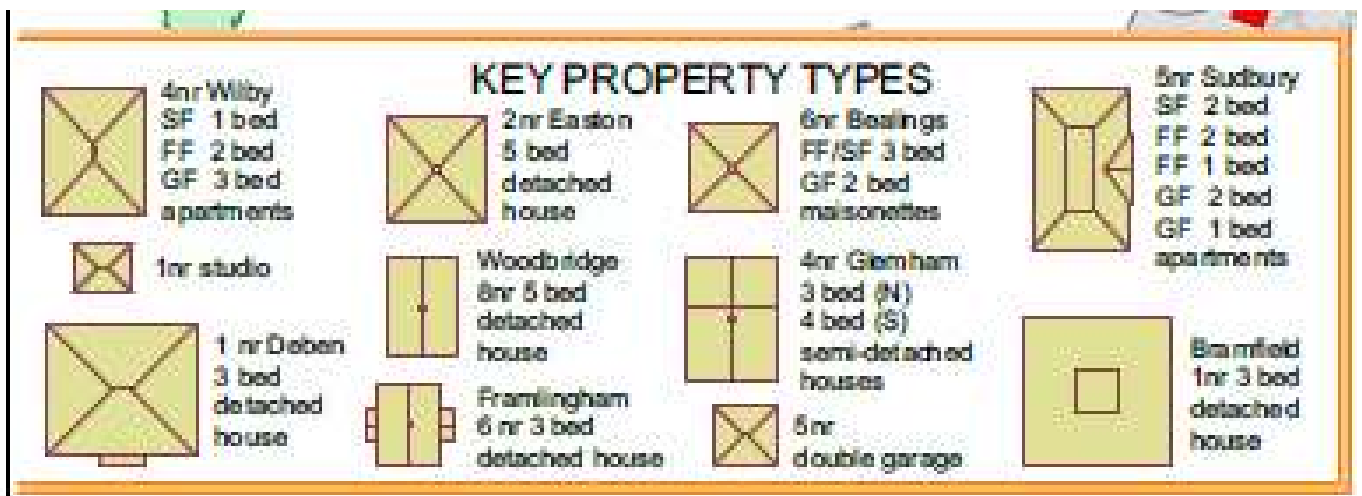 KEY PROPERTY TYPES
4nr Wilby
SF 1 bed
FF 2 bed
GF 3 bed
apartments
1nr studio
1 nr Deben
3 bed
detached
house
2nr Easton
5 bed
detached
house
Woodbridge
8nr 5 bed
detached
house
Framlingham
6 nr 3 bed
detached house
6nr Bealings
FF/SF 3 bed
GF 2 bed
maisonettes
4nr Glemham
3 bed (N)
4 bed (S)
semi-detached
houses
5nr
double garage
5nr Sudbury
SF 2 bed
FF 2 bed
FF 1 bed
GF 2 bed
GF 1 bed
apartments
Bramfield
1nr 3 bed
detached
house